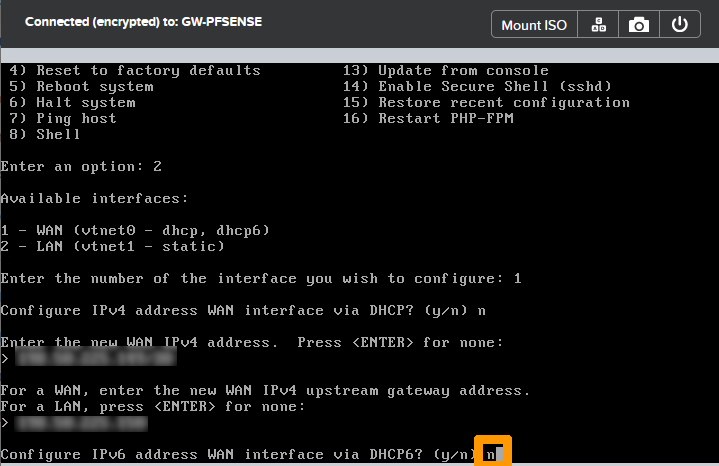 Connected (encrypted) to: GW-PFSENSE
Mount ISO
4) Reset to factory defaults 13) Update from console
5) Reboot system 14) Enable Secure Shell (sshd)
6) Halt system 15) Restore recent configuration
7) Ping host 16) Restart PHP-FPM
8) Shell
Enter an option: 2
Available interfaces:
1 - WAN (vtnet0 - dhcp, dhcp6)
2 - LAN (vtnet1 - static)
Enter the number of the interface you wish to configure: 1
Configure IPv4 address WAN interface via DHCP? (y/n) n
Enter the new WAN IPv4 address.  Press <ENTER> for none:
>
For a WAN, enter the new WAN IPv4 upstream gateway address.
For a LAN, press <ENTER> for none:
>
Configure IPv6 address WAN interface via DHCP6? (y/n) n